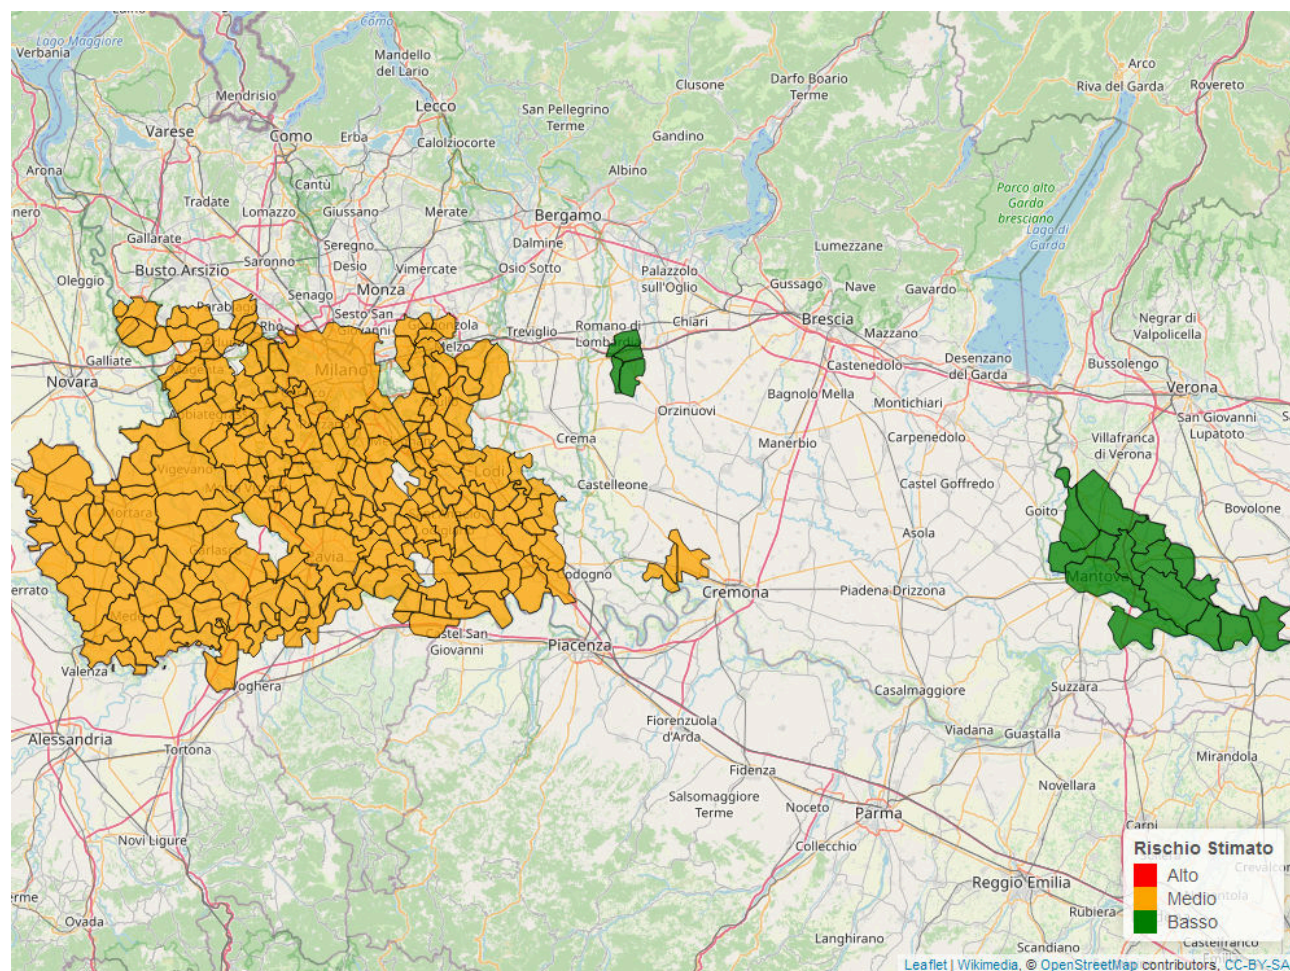 Laino
Lago Maggiore
Verbania
Como
Mandello
del Lario
Clusone
Darfo Boario
Terme
Arco
Riva del Garda
Rovereto
Mendrisio
Lecco
San Pellegrino
Terme
Varese
Como
Erba
Calolziocorte
Gandino
Arona
Albino
Cantù
Parco alto
Garda
bresciano
Lago di
Garda
Tradate
Lomazzo
Giussano
Merate
Bergamo
Gallarate
Seregno
Dalmine
Lumezzane
Busto Arsizio
Saronno
Desio
Vimercate
Osio Sotto
Palazzolo
sull'Oglio
Oleggio
Senago
Monza
Gussago
Nave
Gavardo
Sesto San
Giovanni
Rho
Treviglio
Romano di
Lombardia
Chiari
Brescia
Mazzano
Negrar di
Valpolicella
Galliate
Melzo
Castenedolo
Desenzano
del Garda
Bussolengo
Novara
Magenta
Milano
Verona
Bagnolo Mella
Montichiari
San Giovanni
Lupatoto
Orzinuovi
Crema
Manerbio
Carpenedolo
Villafranca
di Verona
Vigevano
Lodi
Castelleone
Castel Goffredo
Mortara
Goito
Bovolone
Asola
Garlasco
Pavia
Codogno
Mantova
Cremona
Piadena Drizzona
Mede
Castel San
Giovanni
Piacenza
Valenza
Voghera
Casalmaggiore
Suzzara
Fiorenzuola
d'Arda
Viadana
Guastalla
Alessandria
Tortona
Mirandola
Fidenza
Novellara
Salsomaggiore
Terme
Noceto
Parma
Carpi
Novi Ligure
Collecchio
Rischio Stimato
Alto
Medio
Basso
Reggio Emilia
Rubiera
Ovada
Langhirano
Scandiano
Castelfranco
Leaflet | Wikimedia, © OpenStreetMap contributors, CC-BY-SA